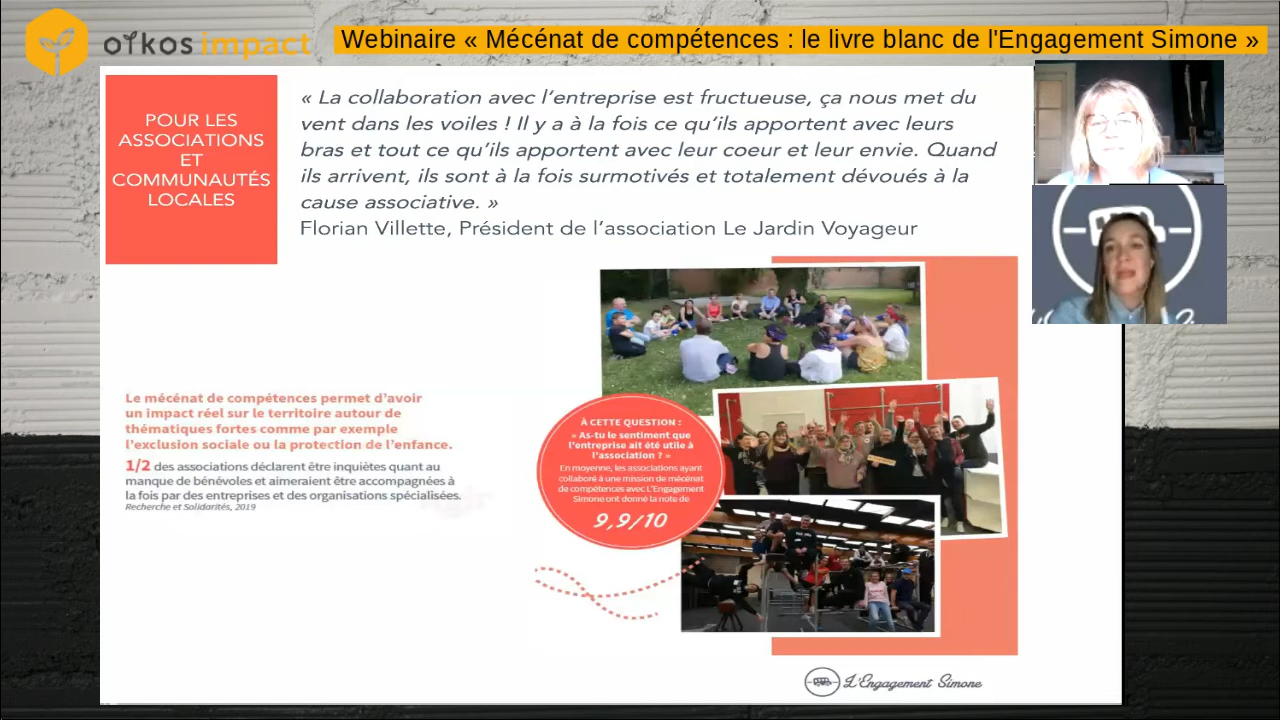 oikos impact
Webinaire « Mécénat de compétences : le livre blanc de l'Engagement Simone »
POUR LES
ASSOCIATIONS
ET
COMMUNAUTÉS
LOCALES
« La collaboration avec l’entreprise est fructueuse, ça nous met du
vent dans les voiles ! Il y a à la fois ce qu’ils apportent avec leurs
bras et tout ce qu’ils apportent avec leur coeur et leur envie. Quand
ils arrivent, ils sont à la fois surmotivés et totalement dévoués à la
cause associative. »
Florian Villette, Président de l’association Le Jardin Voyageur
Le mécénat de compétences permet d’avoir
un impact réel sur le territoire autour de
thématiques fortes comme par exemple
l’exclusion sociale ou la protection de l’enfance.
1/2 des associations déclarent être inquiètes quant au
manque de bénévoles et aimeraient être accompagnées à
la fois par des entreprises et des organisations spécialisées.
Recherche et Solidarités, 2019
À CETTE QUESTION :
« As-tu le sentiment que
l’entreprise ait été utile à
l’association ? »
En moyenne, les associations ayant
collaboré à une mission de mécénat
de compétences avec L’Engagement
Simone ont donné la note de
9,9/10
L’Engagement Simone